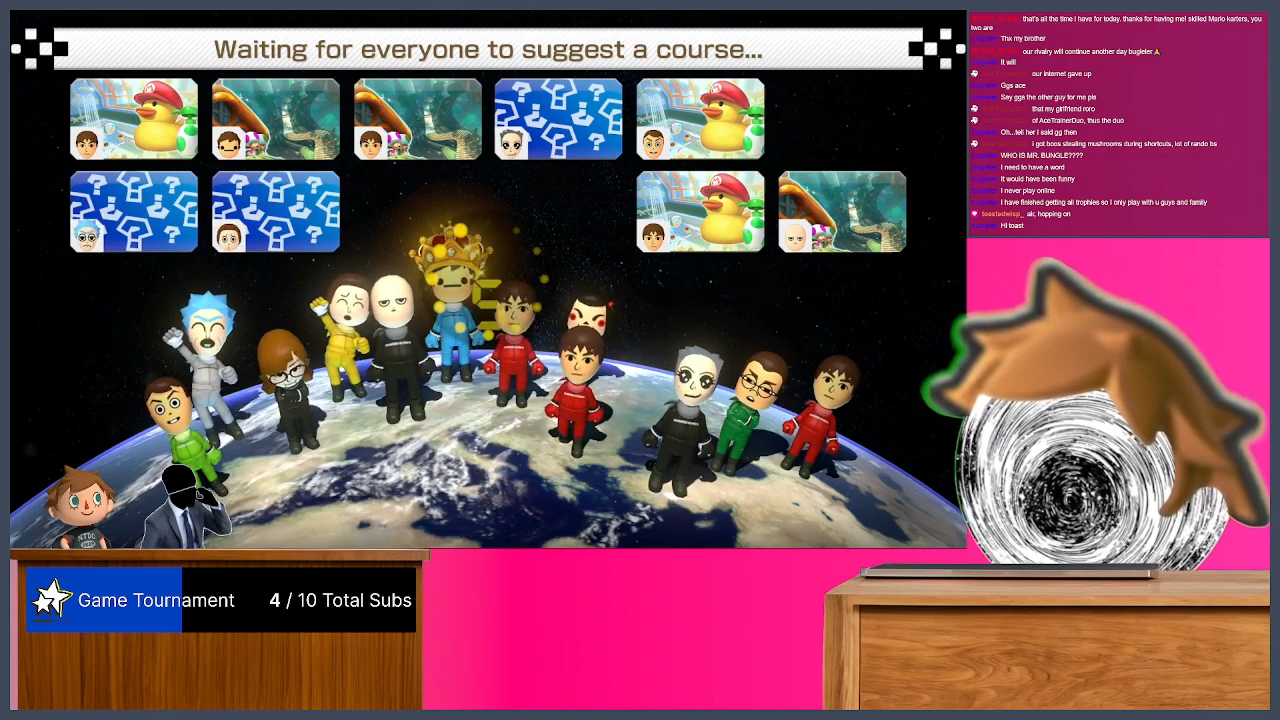 Waiting for everyone to suggest a course...
that's all the time I have for today. thanks for having me! skilled Mario karters, you
two are
Thx my brother
our rivalry will continue another day bugleler
It will
our internet gave up
Ggs ace
Say ggs the other guy for me pls
that my girlfriend roro
of AceTrainerDuo, thus the duo
Oh...tell her I said gg then
i got boos stealing mushrooms during shortcuts, lot of rando bs
WHO IS MR. BUNGLE????
I need to have a word
It would have been funny
I never play online
I have finished getting all trophies so I only play with u guys and family
toastedwisp_ alr, hopping on
Hi toast
NTDC
Game Tournament 4 / 10 Total Subs